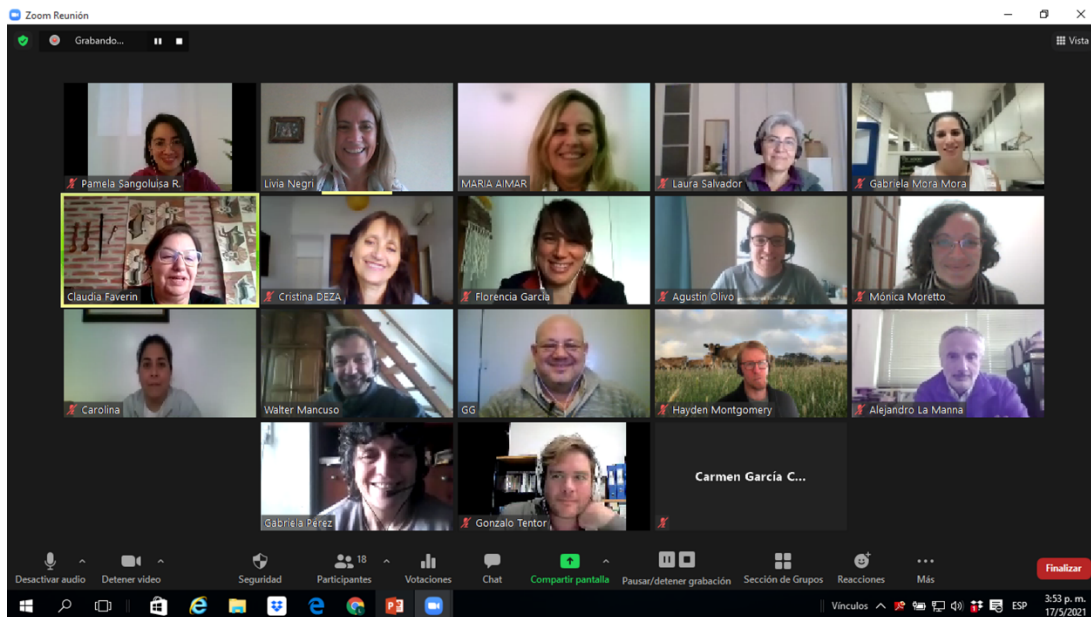 Zoom Reunión
Grabando...
Vista
Pamela Sangoluisa R.
Livia Negri
MARIA AIMAR
Laura Salvador
Gabriela Mora Mora
Claudia Faverin
Cristina DEZA
Florencia García
Agustin Olivo
Mónica Moretto
Carolina
Walter Mancuso
GG
Hayden Montgomery
Alejandro La Manna
Gabriela Pérez
Gonzalo Tentor
Carmen García C...
18
Desactivar audio
Detener video
Seguridad
Participantes
Votaciones
Chat
Compartir pantalla
Pausar/detener grabación
Sección de Grupos
Reacciones
Más
Finalizar
Vínculos
ESP
3:53 p. m.
17/5/2021